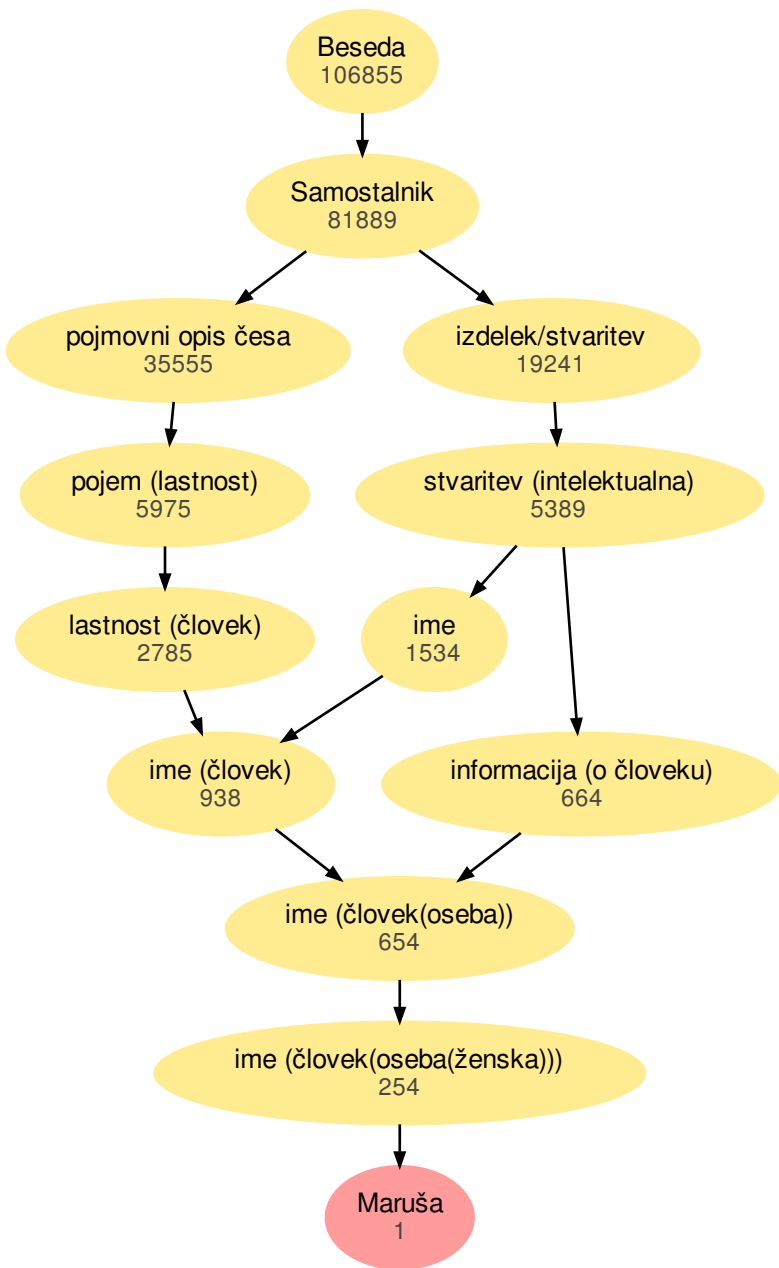 Beseda
106855
Samostalnik
81889
pojmovni opis česa
35555
izdelek/stvaritev
19241
pojem (lastnost)
5975
stvaritev (intelektualna)
5389
lastnost (človek)
2785
ime
1534
ime (človek)
938
informacija (o človeku)
664
ime (človek(oseba))
654
ime (človek(oseba(ženska)))
254
Maruša
1